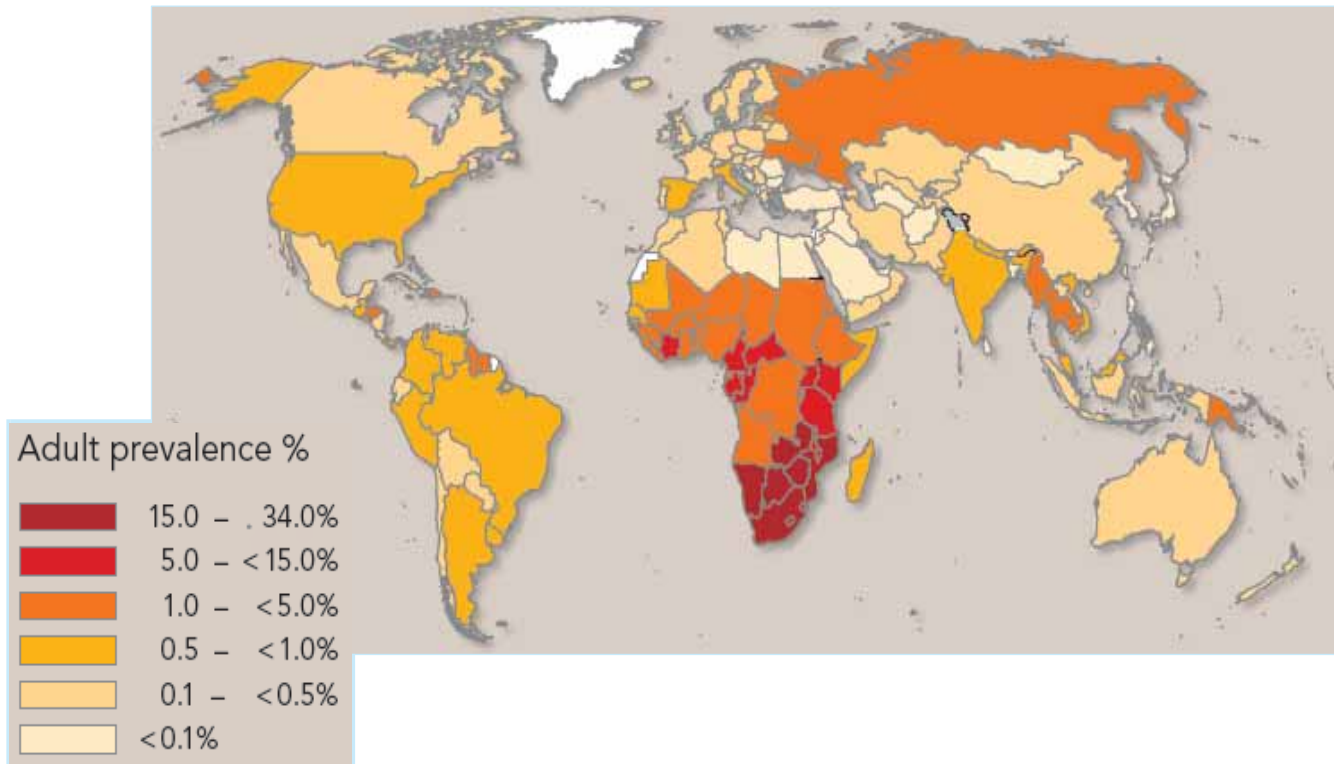 Adult prevalence %
15.0 – . 34.0%
5.0 – <15.0%
1.0 – <5.0%
0.5 – <1.0%
0.1 – <0.5%
<0.1%